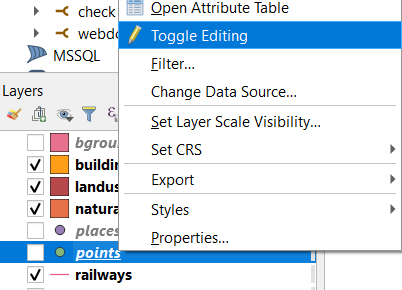 check
webdo
MSSQL
Layers
bgrou
buildin
landus
natura
places
points
railways
Open Attribute Table
Toggle Editing
Filter...
Change Data Source...
Set Layer Scale Visibility...
Set CRS
Export
Styles
Properties...